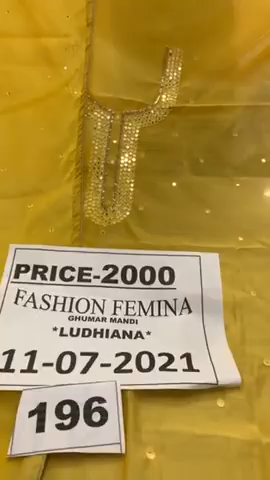 PRICE-2000
FASHION FEMINA
GHUMAR MANDI
*LUDHIANA*
11-07-2021
196